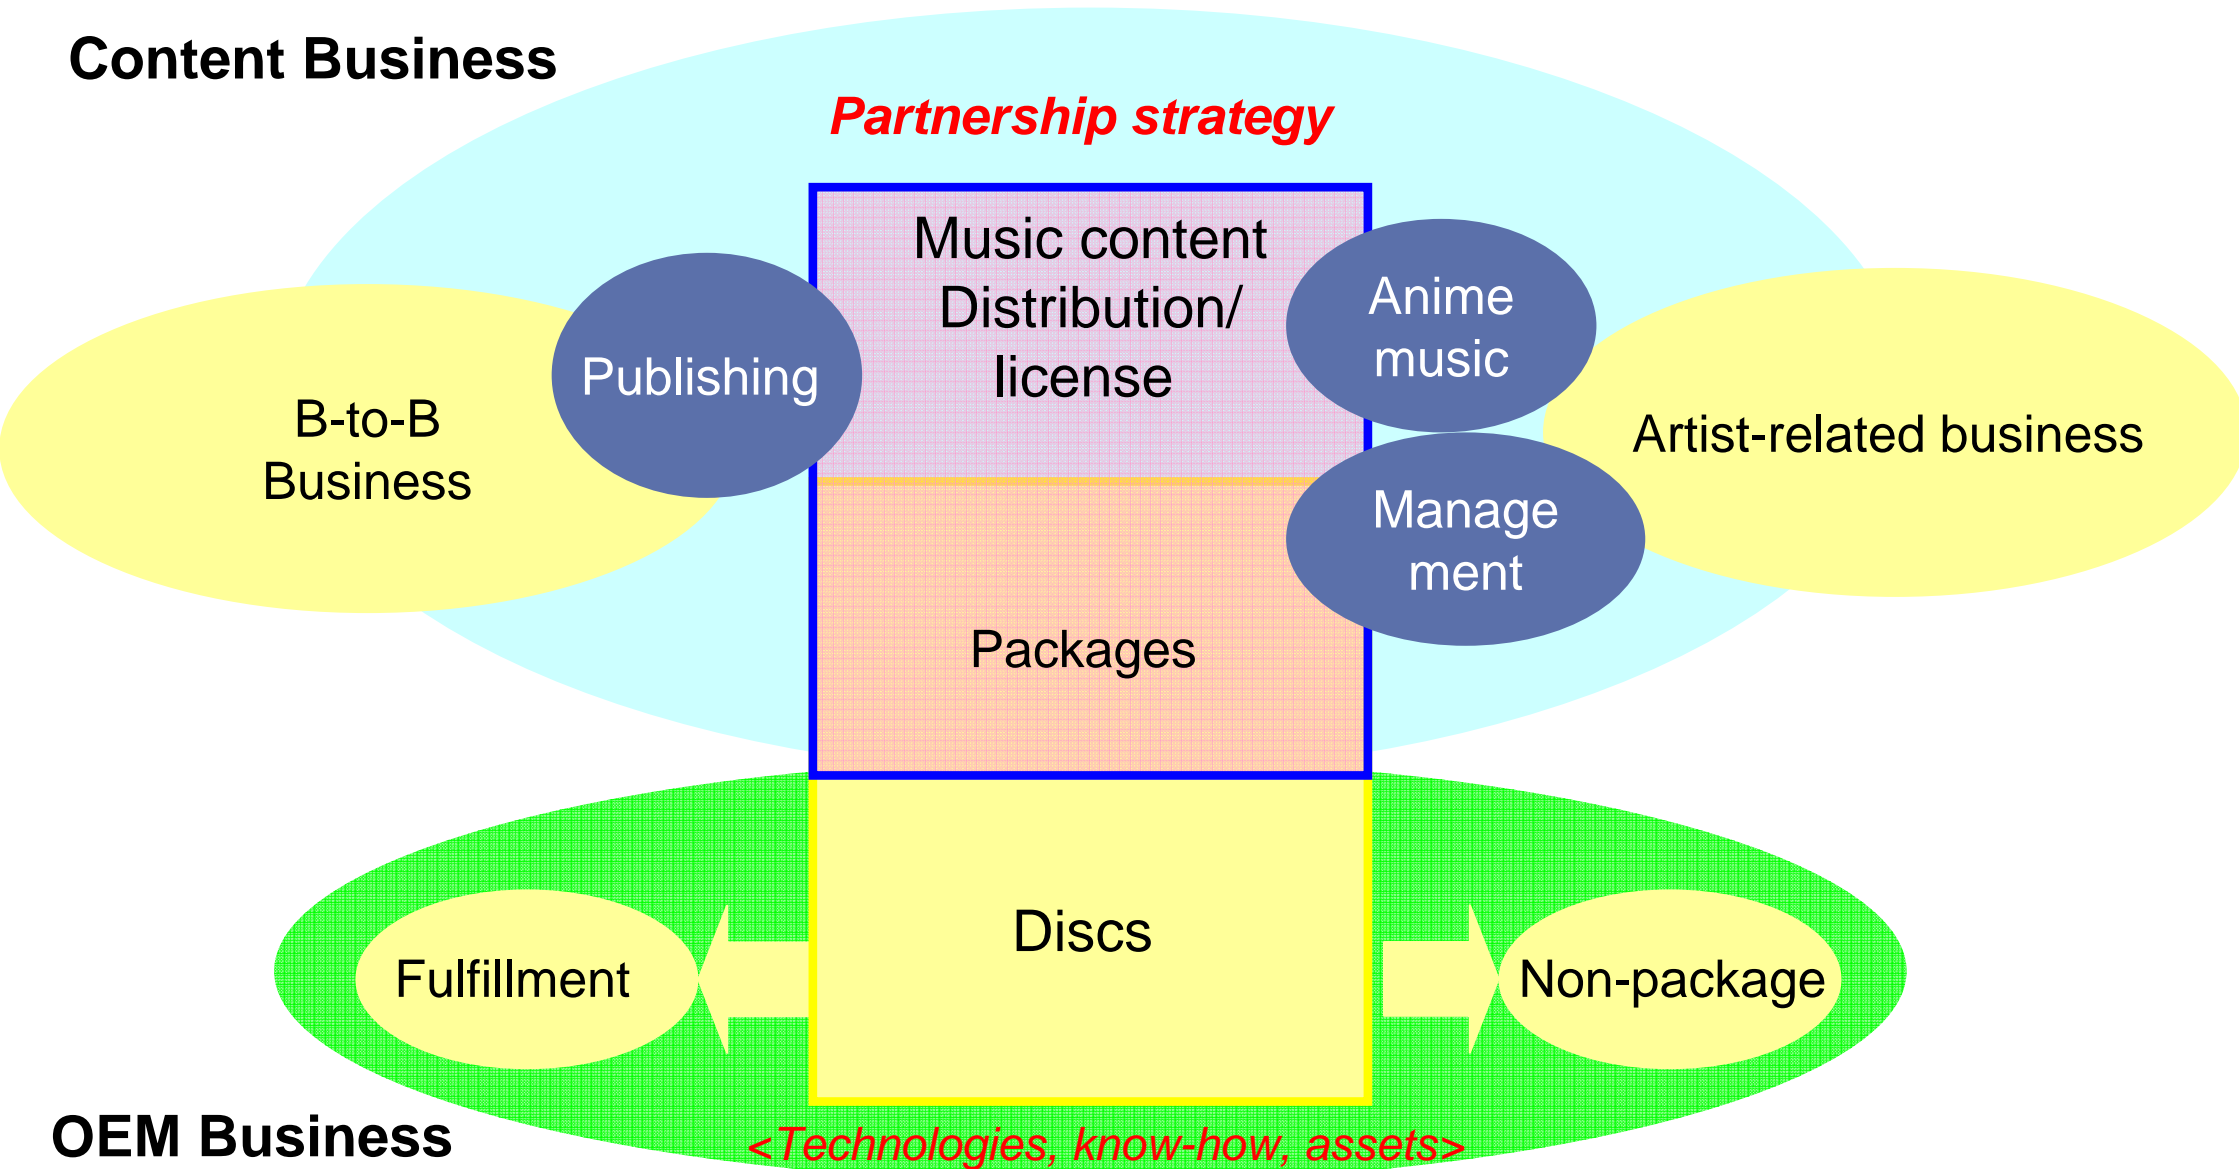 Content Business
Partnership strategy
Music content
Distribution/
license
Publishing
Anime
music
B-to-B
Business
Artist-related business
Manage
ment
Packages
Discs
Fulfillment
Non-package
OEM Business
<Technologies, know-how, assets>